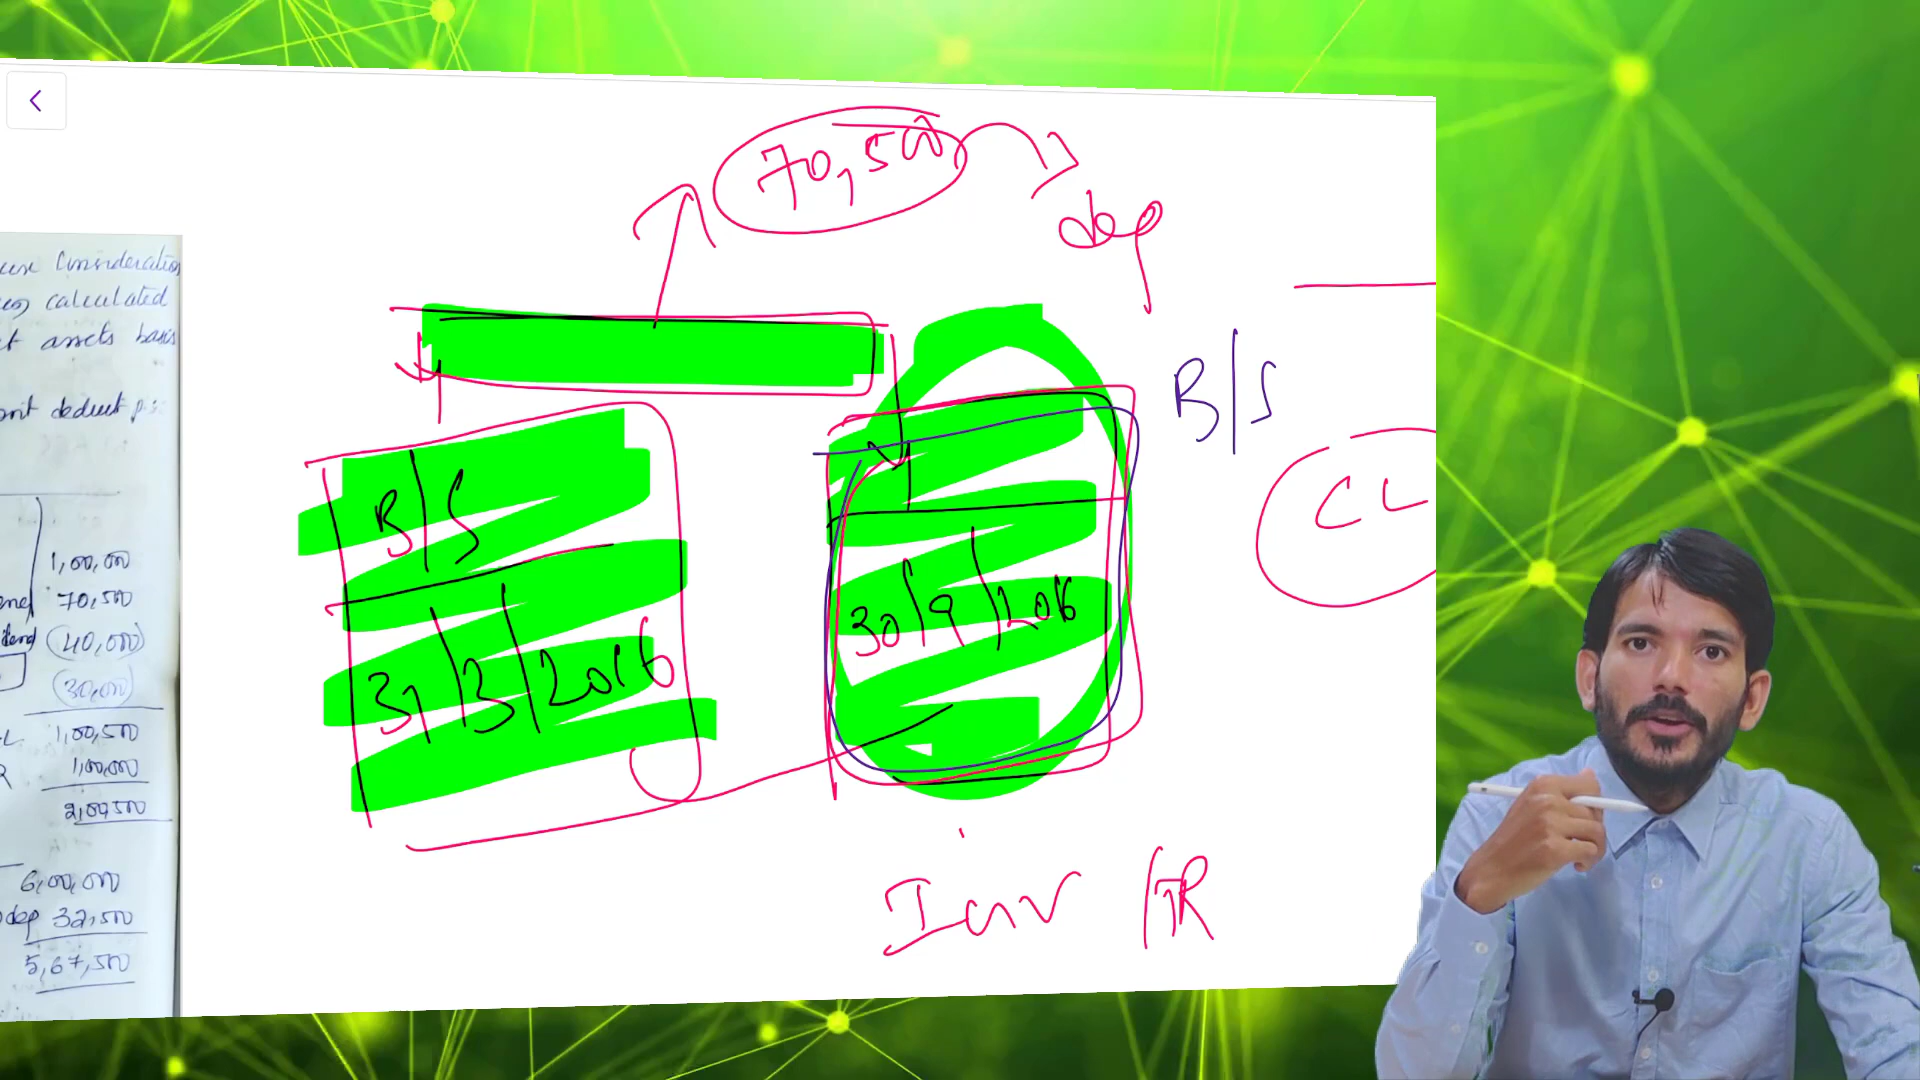 Consideration
calculated
assets basis
deduct
1,00,000
70,500
(40,000)
(30,000)
1,00,500
1,00,000
2,00,500
6,00,000
dep 32,500
5,67,500
70,500
dep
B/S
31/3/2016
B/S
30/9/2016
CL
Inv /